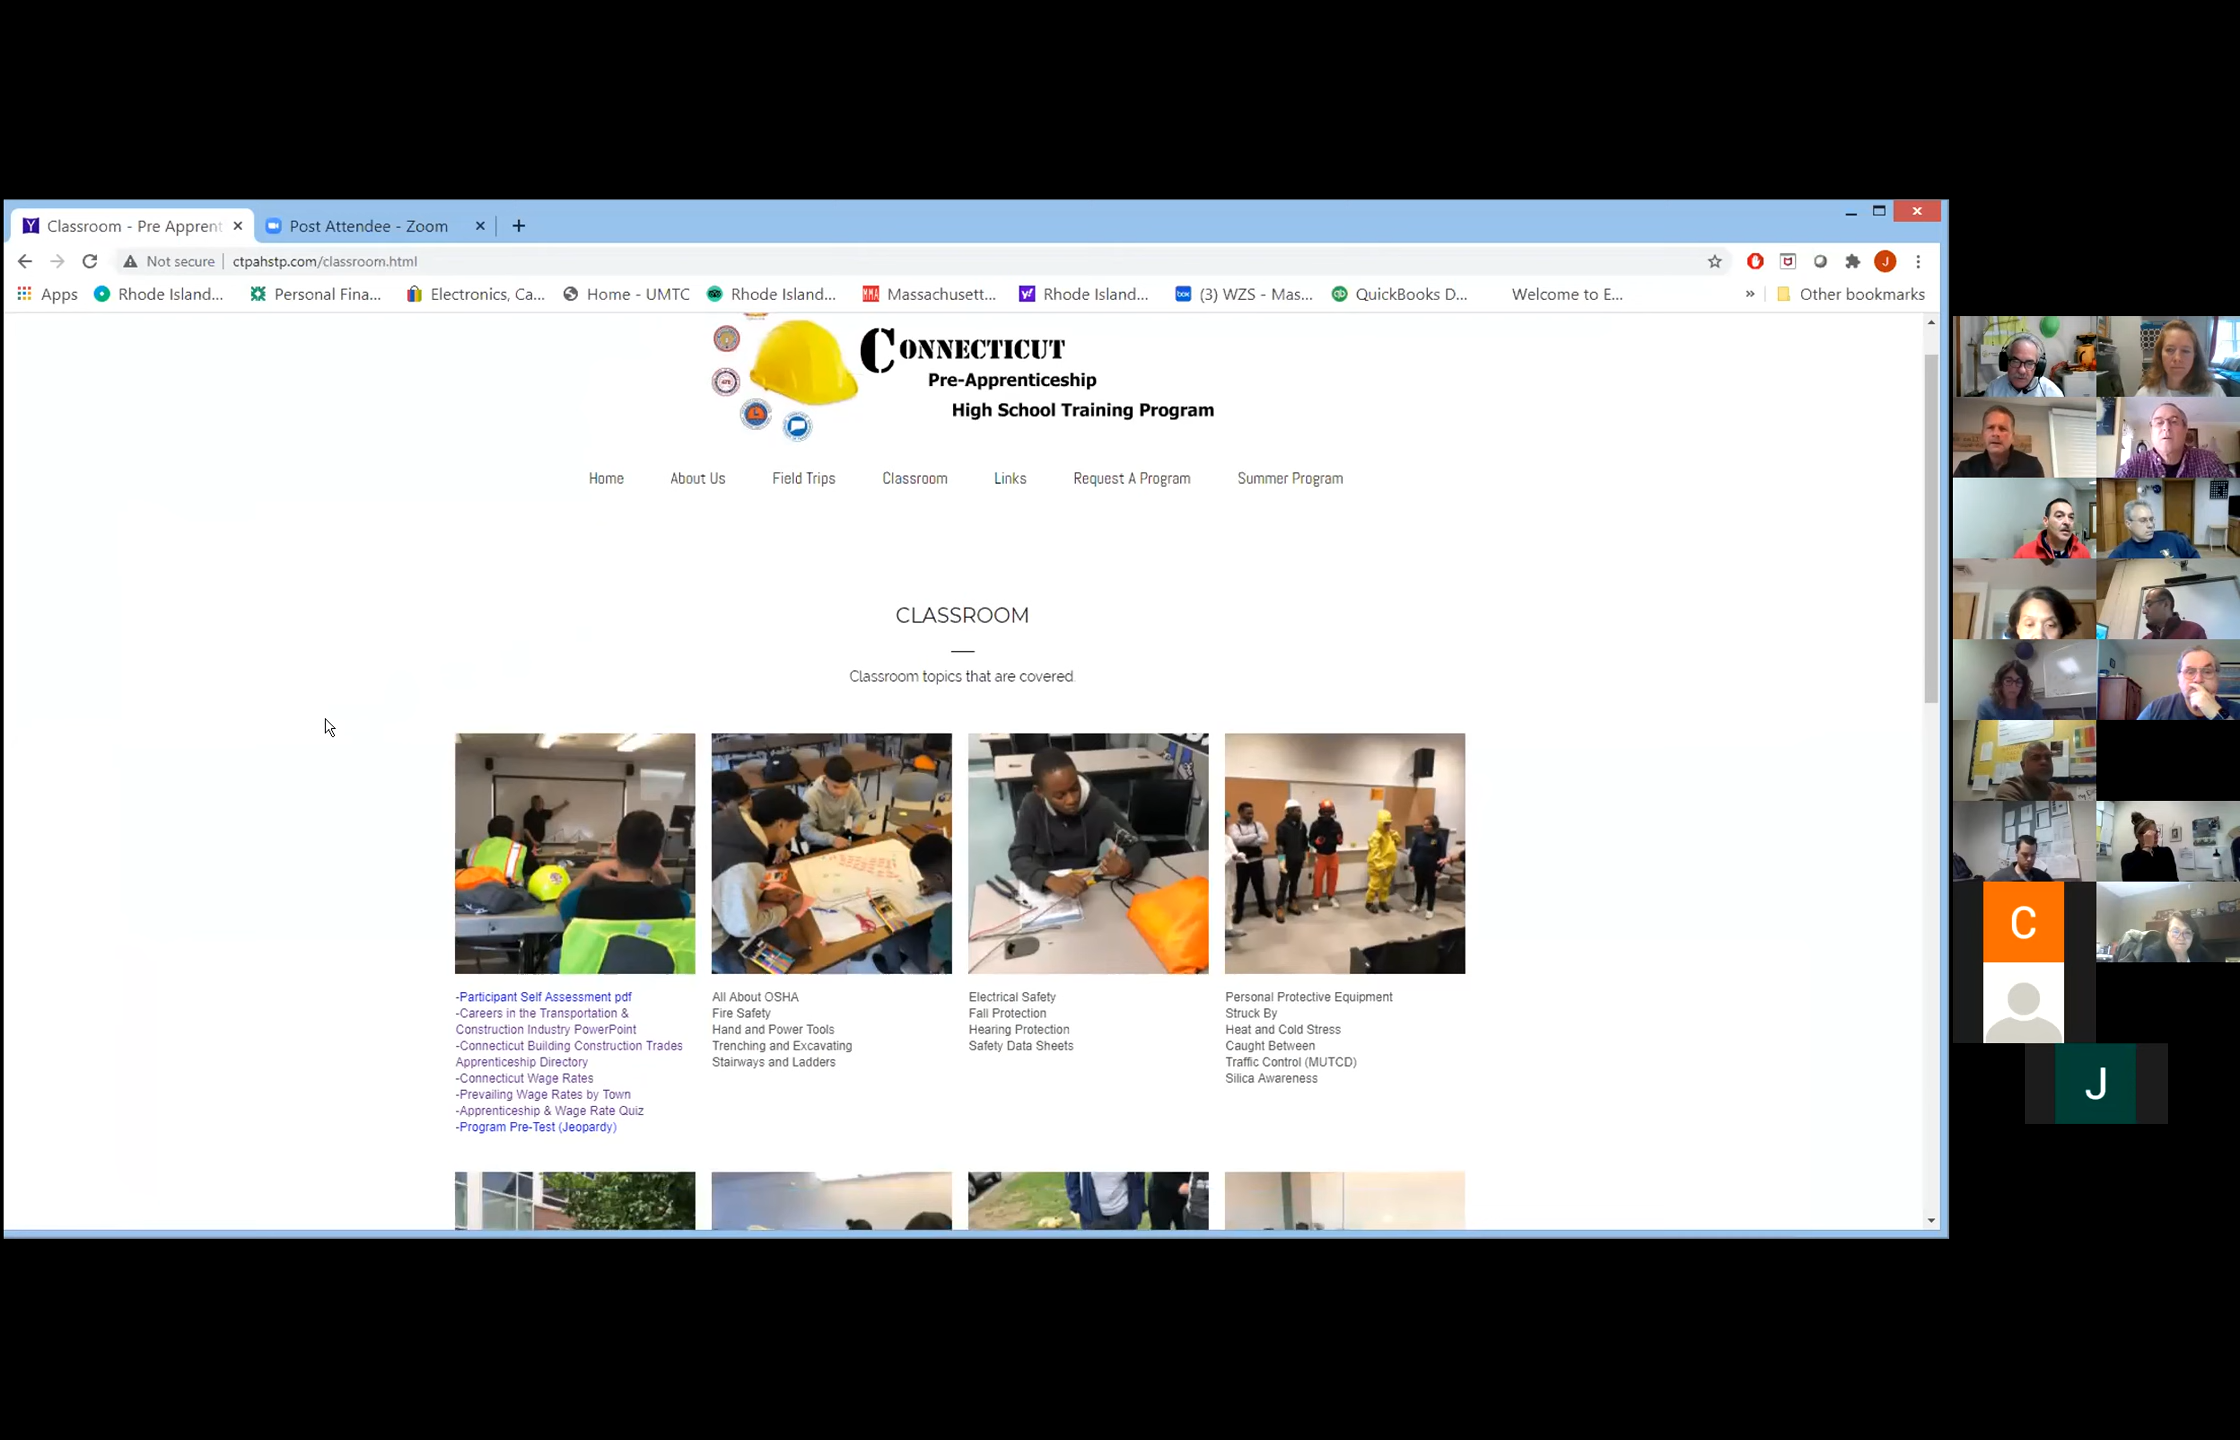 Classroom - Pre Apprent
Post Attendee - Zoom
Not secure
ctpahstp.com/classroom.html
J
Apps
Rhode Island...
Personal Fina...
Electronics, Ca...
Home - UMTC
Rhode Island...
Massachusett...
Rhode Island...
(3) WZS - Mas...
QuickBooks D...
Welcome to E...
»
Other bookmarks
CONNECTICUT
Pre-Apprenticeship
High School Training Program
Home
About Us
Field Trips
Classroom
Links
Request A Program
Summer Program
CLASSROOM
Classroom topics that are covered.
-Participant Self Assessment pdf
-Careers in the Transportation &
Construction Industry PowerPoint
-Connecticut Building Construction Trades
Apprenticeship Directory
-Connecticut Wage Rates
-Prevailing Wage Rates by Town
-Apprenticeship & Wage Rate Quiz
-Program Pre-Test (Jeopardy)
All About OSHA
Fire Safety
Hand and Power Tools
Trenching and Excavating
Stairways and Ladders
Electrical Safety
Fall Protection
Hearing Protection
Safety Data Sheets
Personal Protective Equipment
Struck By
Heat and Cold Stress
Caught Between
Traffic Control (MUTCD)
Silica Awareness
C
J